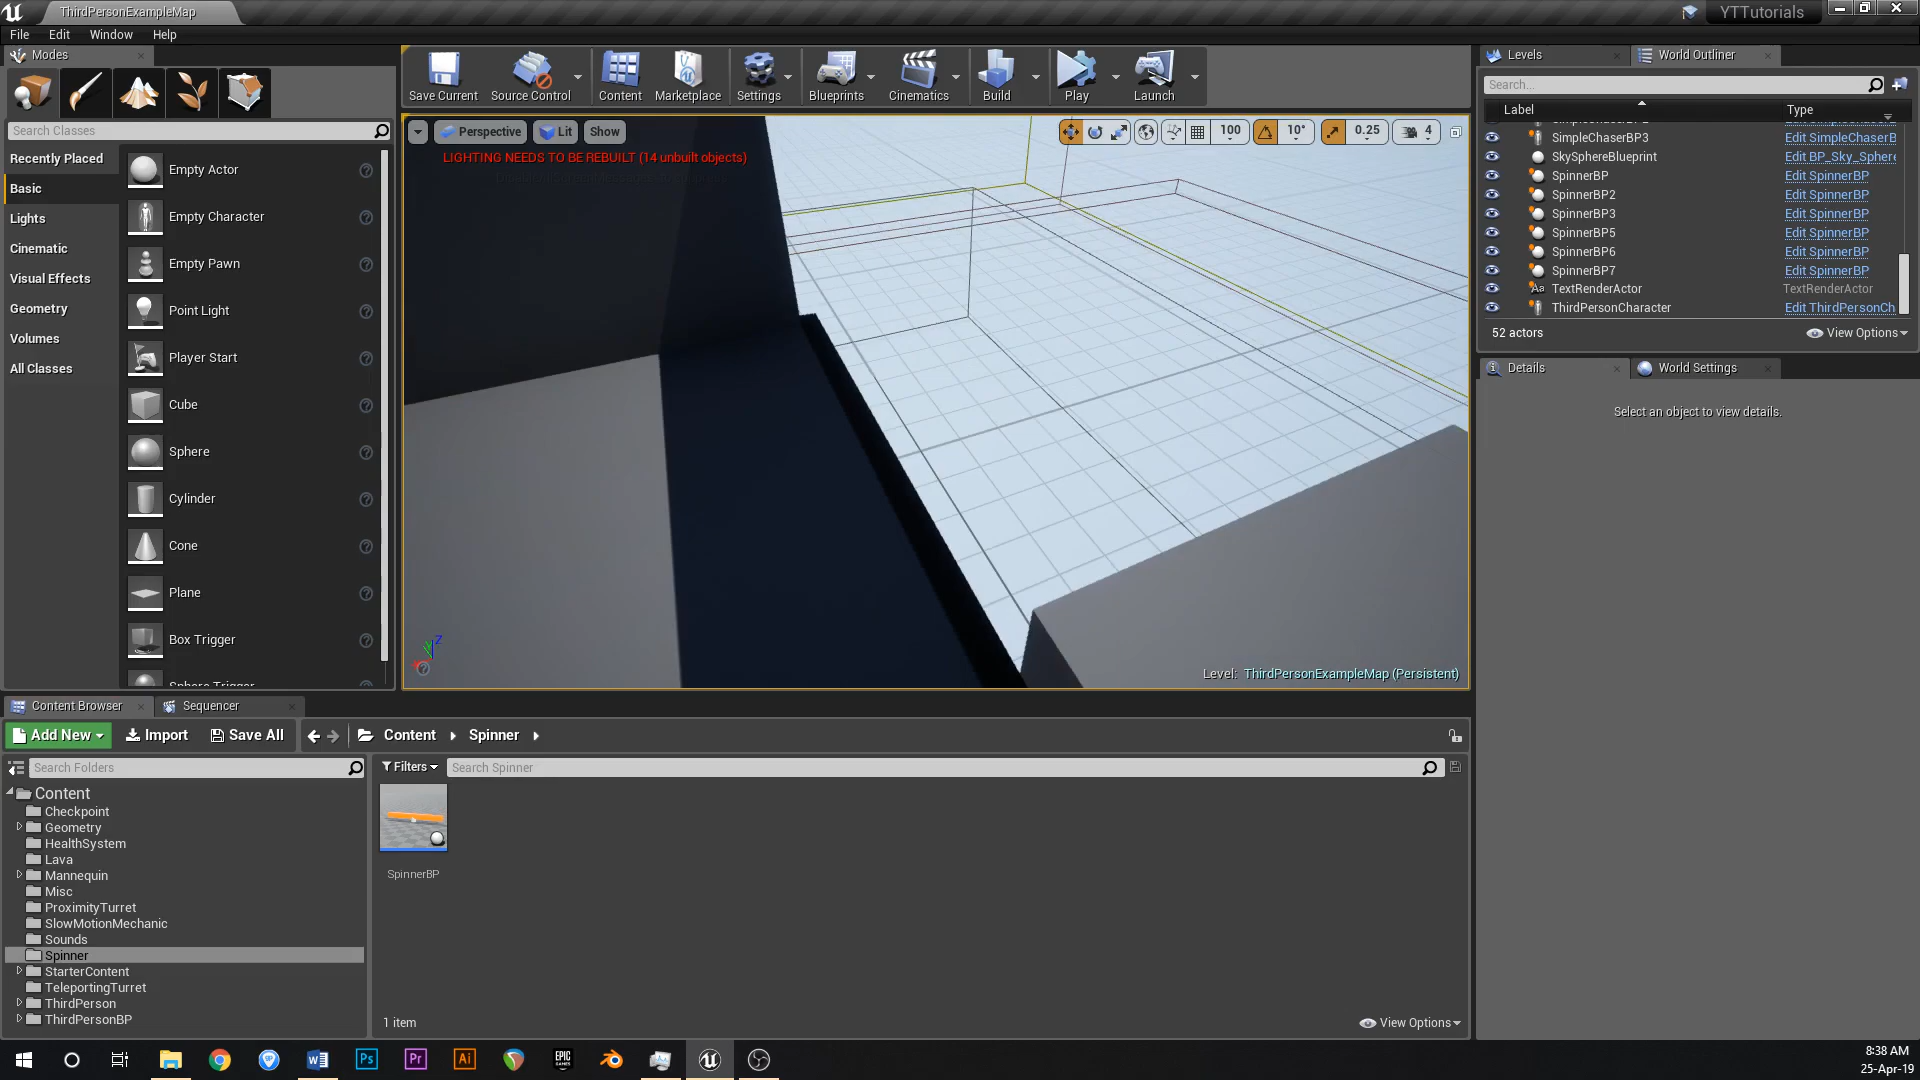 ThirdPersonExampleMap
YTTutorials
File Edit Window Help
Modes
Search Classes
Recently Placed
Basic
Lights
Cinematic
Visual Effects
Geometry
Volumes
All Classes
Empty Actor
Empty Character
Empty Pawn
Point Light
Player Start
Cube
Sphere
Cylinder
Cone
Plane
Box Trigger
Sphere Trigger
Save Current Source Control Content Marketplace Settings Blueprints Cinematics Build Play Launch
Perspective Lit Show
100 10° 0.25 4
LIGHTING NEEDS TO BE REBUILT (14 unbuilt objects)
Z
Level: ThirdPersonExampleMap (Persistent)
Levels World Outliner
Search...
Label Type
SimpleChaserBP3 Edit SimpleChaserB
SkySphereBlueprint Edit BP_Sky_Sphere
SpinnerBP Edit SpinnerBP
SpinnerBP2 Edit SpinnerBP
SpinnerBP3 Edit SpinnerBP
SpinnerBP5 Edit SpinnerBP
SpinnerBP6 Edit SpinnerBP
SpinnerBP7 Edit SpinnerBP
TextRenderActor TextRenderActor
ThirdPersonCharacter Edit ThirdPersonCh
52 actors View Options
Details World Settings
Select an object to view details.
Content Browser Sequencer
Add New Import Save All Content Spinner
Search Folders
Filters Search Spinner
Content
Checkpoint
Geometry
HealthSystem
Lava
Mannequin
Misc
ProximityTurret
SlowMotionMechanic
Sounds
Spinner
StarterContent
TeleportingTurret
ThirdPerson
ThirdPersonBP
SpinnerBP
1 item View Options
Ps Pr Ai EPIC GAMES
8:38 AM
25-Apr-19